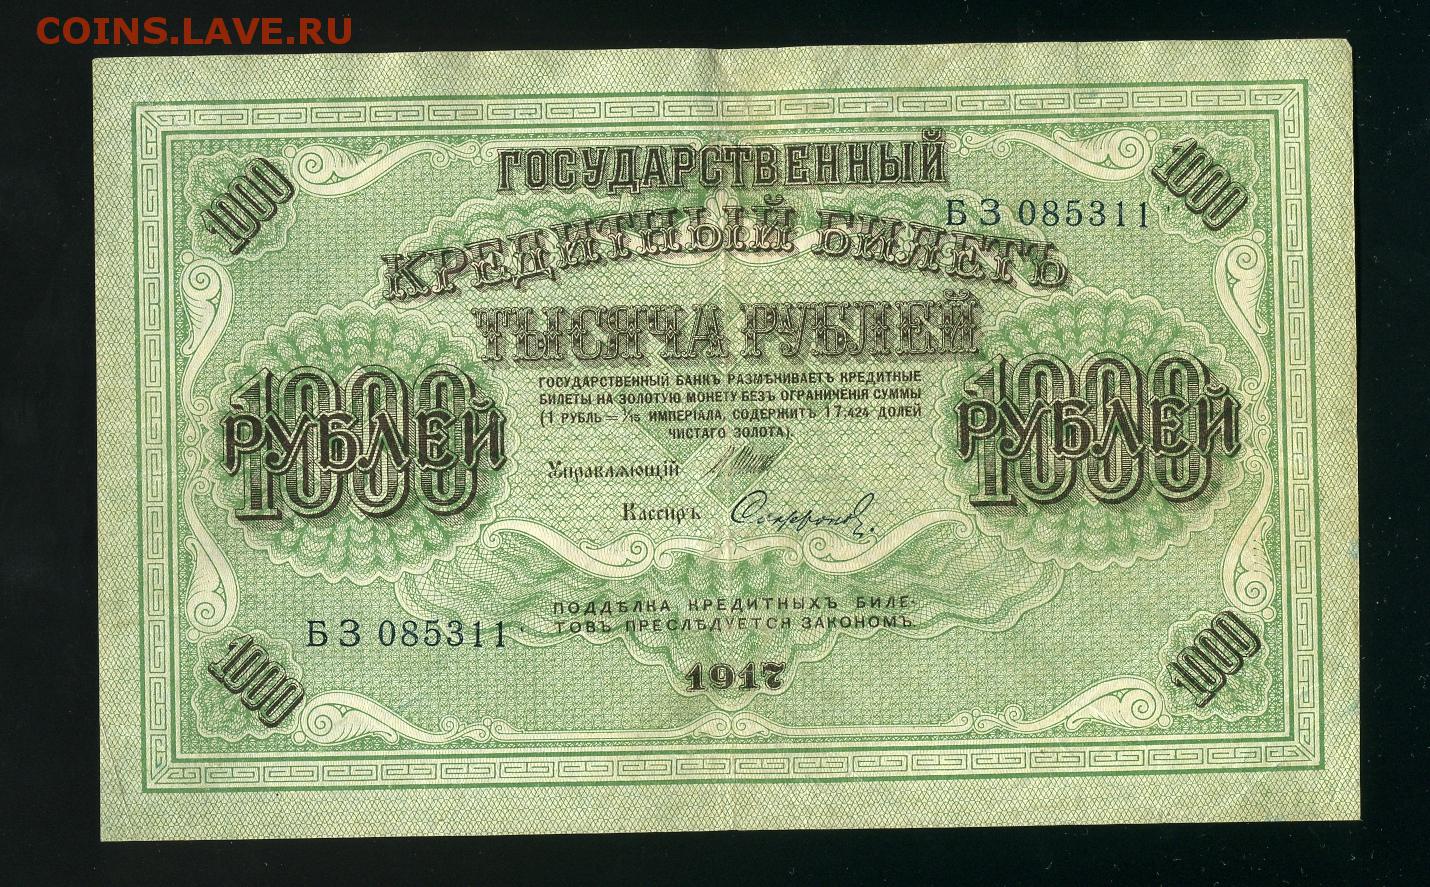 COINS.LAVE.RU
1000
1000
ГОСУДАРСТВЕННЫЙ
БЗ 085311
КРЕДИТНЫЙ БИЛЕТЪ
ТЫСЯЧА РУБЛЕЙ
ГОСУДАРСТВЕННЫЙ БАНКЪ РАЗМѢНИВАЕТЪ КРЕДИТНЫЕ
БИЛЕТЫ НА ЗОЛОТУЮ МОНЕТУ БЕЗЪ ОГРАНИЧЕНІЯ СУММЫ
(1 РУБЛЬ = 1/15 ИМПЕРІАЛА, СОДЕРЖИТЪ 17,424 ДОЛЕЙ
ЧИСТАГО ЗОЛОТА).
1000
РУБЛЕЙ
1000
РУБЛЕЙ
Управляющій
Кассиръ Сафронов
ПОДДѢЛКА КРЕДИТНЫХЪ БИЛЕ-
ТОВЪ ПРЕСЛѢДУЕТСЯ ЗАКОНОМЪ.
БЗ 085311
1917
1000
1000